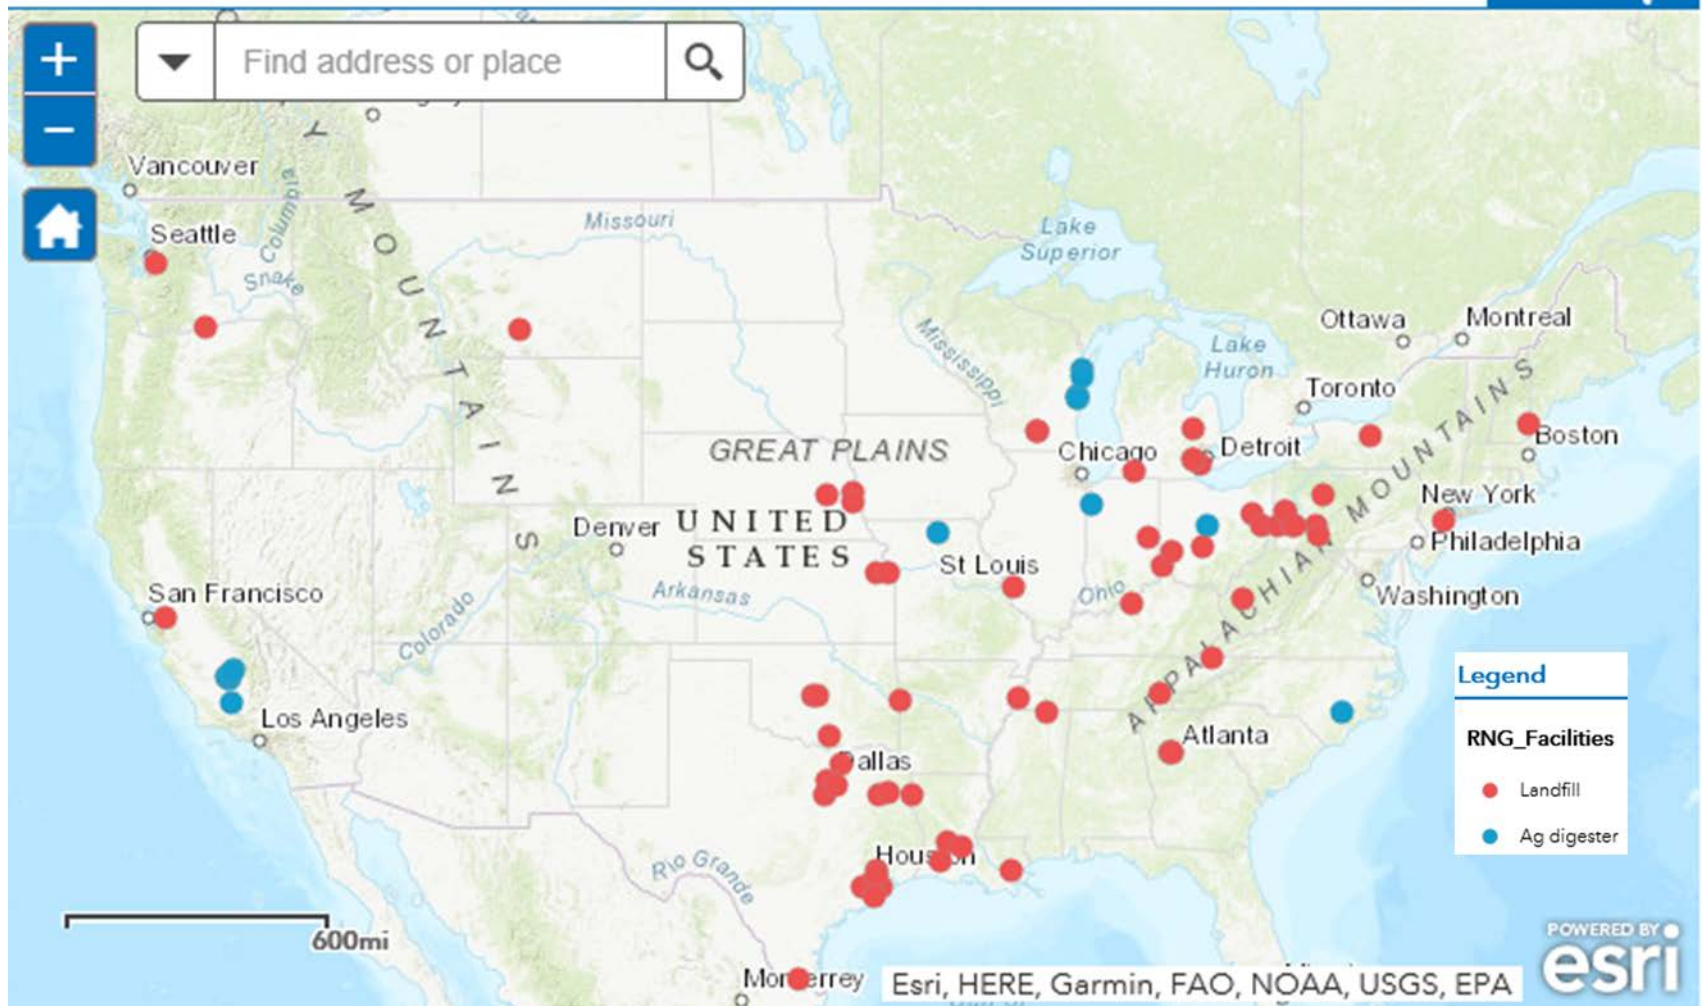 Find address or place
Vancouver
Seattle
Columbia
Snake
Missouri
Lake
Superior
Ottawa
Montreal
Mississippi
Lake
Huron
Toronto
GREAT PLAINS
Chicago
Detroit
Boston
New York
Denver
UNITED
STATES
Philadelphia
St Louis
Washington
San Francisco
Colorado
Arkansas
Ohio
MOUNTAINS
APPALACHIAN MOUNTAINS
Los Angeles
Atlanta
Dallas
Houston
Rio Grande
Monterrey
600mi
Legend
RNG_Facilities
Landfill
Ag digester
Esri, HERE, Garmin, FAO, NOAA, USGS, EPA
POWERED BY
esri